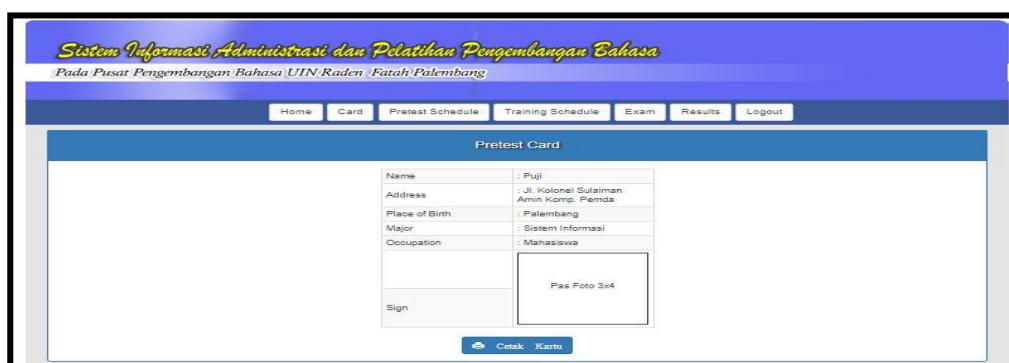 Sistem Informasi Administrasi dan Pelatihan Pengembangan Bahasa
Pada Pusat Pengembangan Bahasa UIN Raden Fatah Palembang
Home Card Pretest Schedule Training Schedule Exam Results Logout
Pretest Card
Name : Puji
Address : Jl. Kolonel Sulaiman
Amin Komp. Pemda
Place of Birth : Palembang
Major : Sistem Informasi
Occupation : Mahasiswa
Pas Foto 3x4
Sign
Cetak Kartu